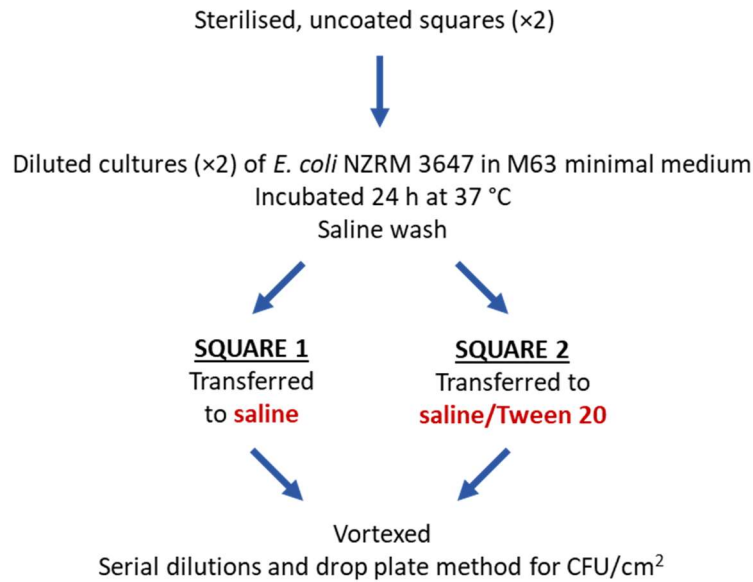 Sterilised, uncoated squares (×2)
Diluted cultures (×2) of E. coli NZRM 3647 in M63 minimal medium
Incubated 24 h at 37 °C
Saline wash
SQUARE 1
Transferred
to saline
SQUARE 2
Transferred to
saline/Tween 20
Vortexed
Serial dilutions and drop plate method for CFU/cm²